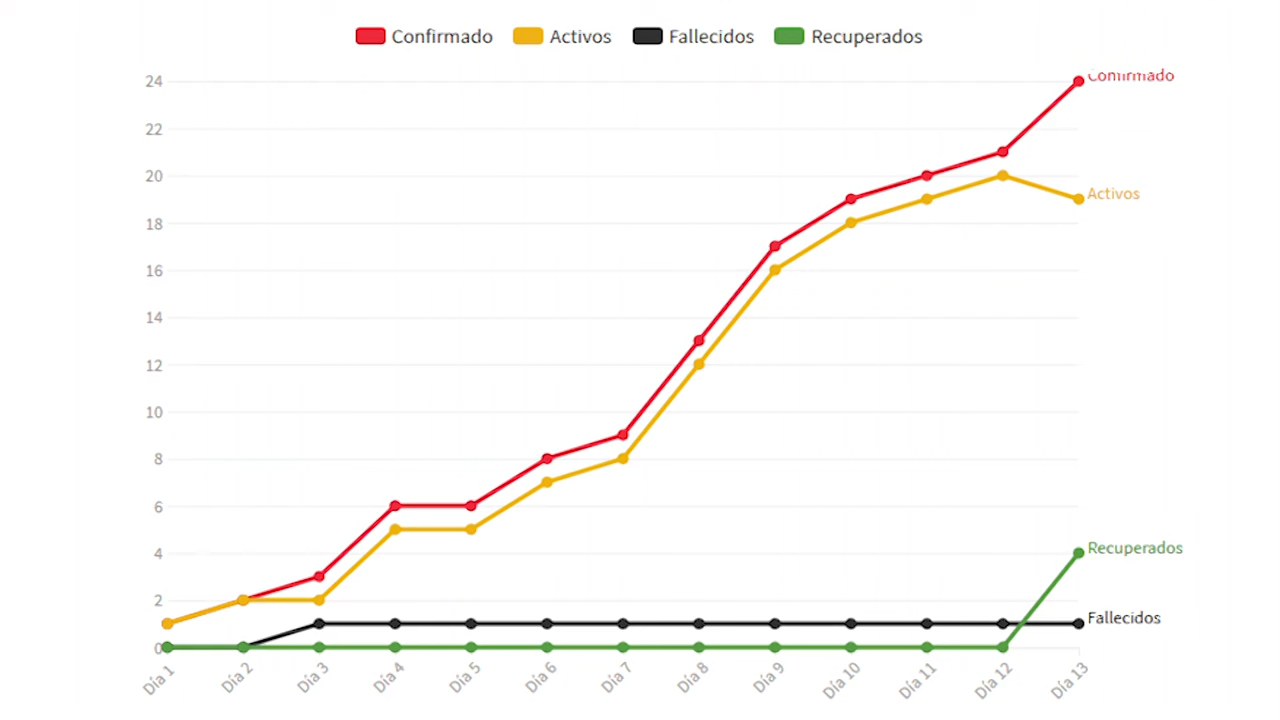 Confirmado Activos Fallecidos Recuperados
24
22
20
18
16
14
12
10
8
6
4
2
0
Confirmado
Activos
Recuperados
Fallecidos
Día 1 Día 2 Día 3 Día 4 Día 5 Día 6 Día 7 Día 8 Día 9 Día 10 Día 11 Día 12 Día 13